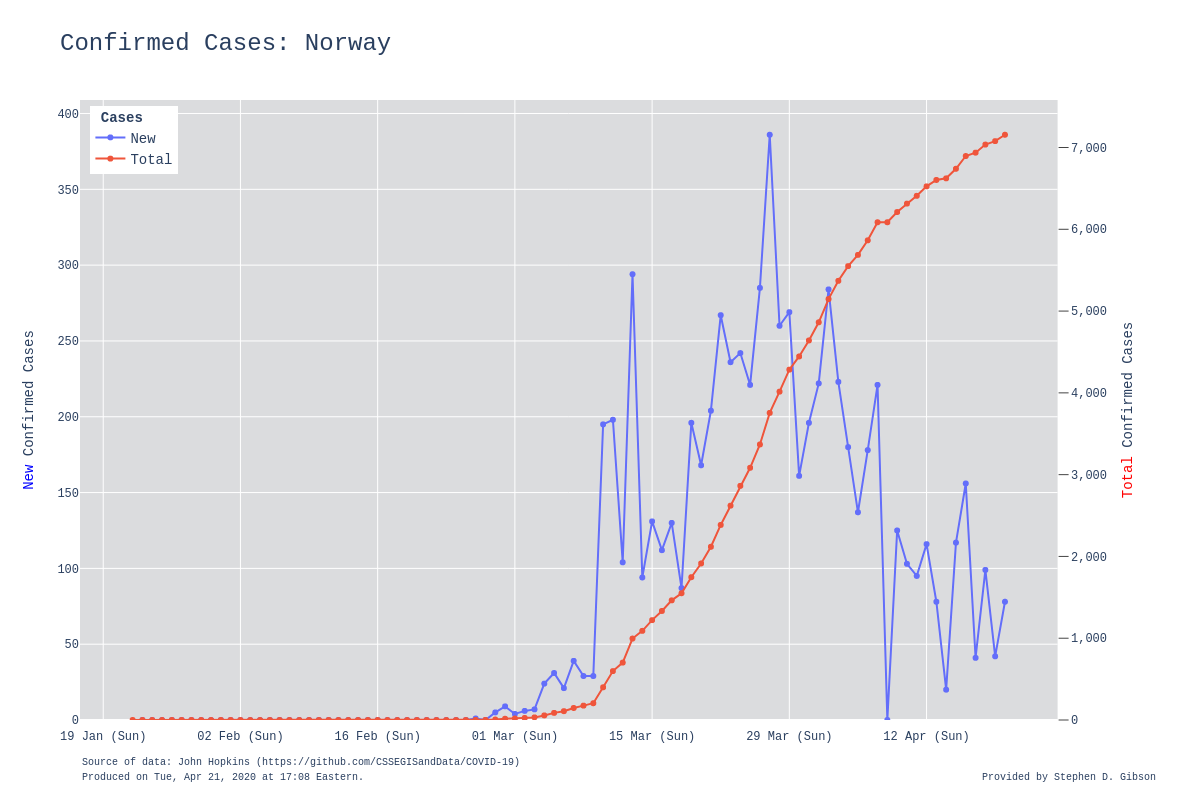 Confirmed Cases: Norway
Cases
New
Total
400
350
300
250
200
150
100
50
0
7,000
6,000
5,000
4,000
3,000
2,000
1,000
0
New Confirmed Cases
Total Confirmed Cases
19 Jan (Sun) 02 Feb (Sun) 16 Feb (Sun) 01 Mar (Sun) 15 Mar (Sun) 29 Mar (Sun) 12 Apr (Sun)
Source of data: John Hopkins (https://github.com/CSSEGISandData/COVID-19)
Produced on Tue, Apr 21, 2020 at 17:08 Eastern.
Provided by Stephen D. Gibson